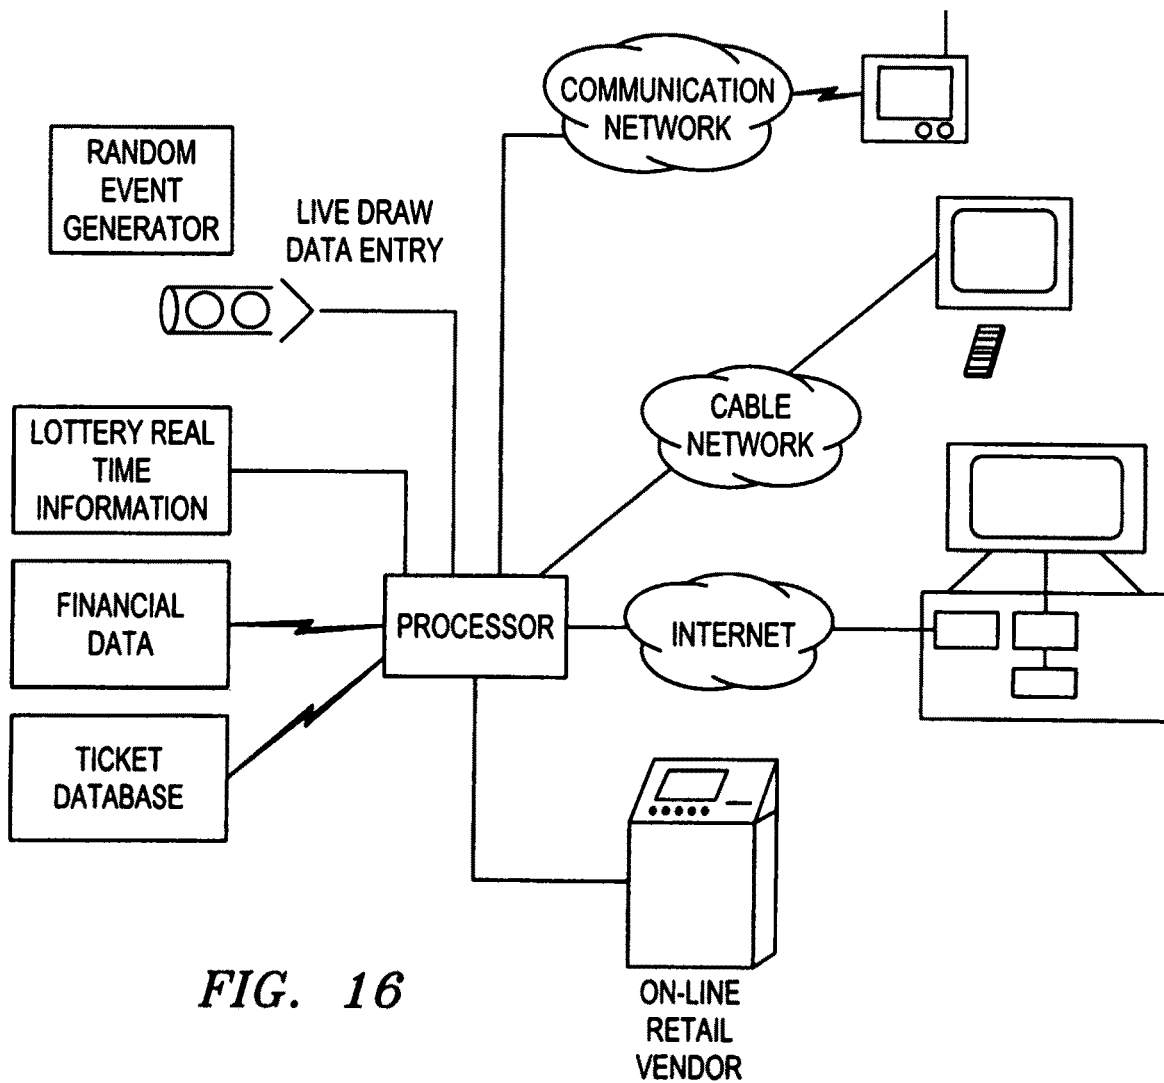 COMMUNICATION
NETWORK
RANDOM
EVENT
GENERATOR
LIVE DRAW
DATA ENTRY
CABLE
NETWORK
LOTTERY REAL
TIME
INFORMATION
FINANCIAL
DATA
PROCESSOR
INTERNET
TICKET
DATABASE
FIG. 16
ON-LINE
RETAIL
VENDOR